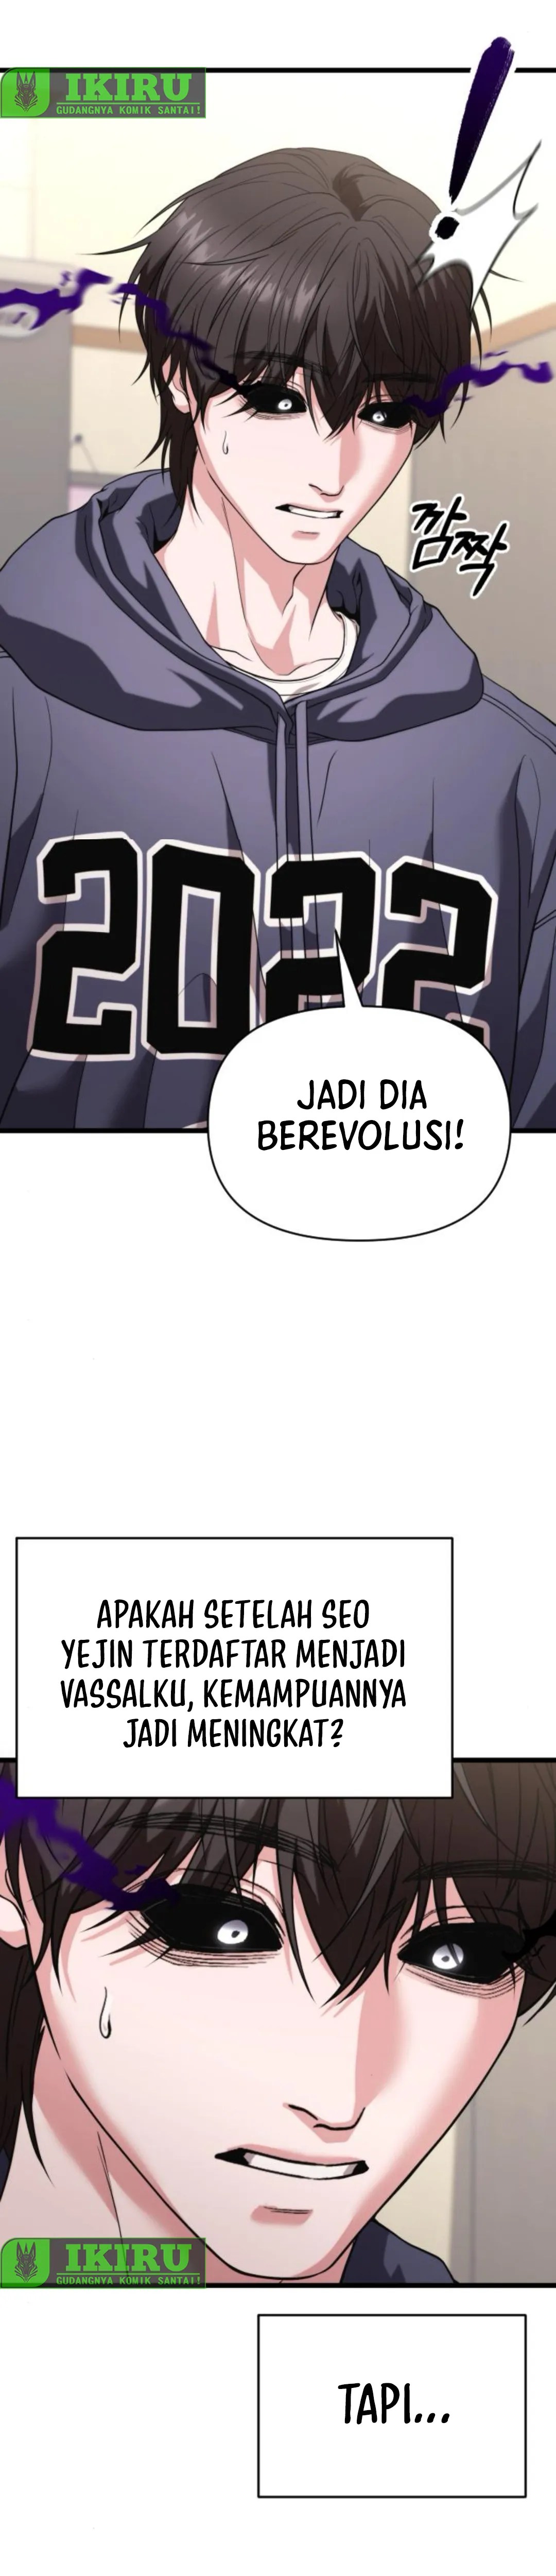 IKIRU
GUDANGNYA KOMIK SANTAI!
!
깜짝
2022
JADI DIA
BEREVOLUSI!
APAKAH SETELAH SEO
YEJIN TERDAFTAR MENJADI
VASSALKU, KEMAMPUANNYA
JADI MENINGKAT?
IKIRU
GUDANGNYA KOMIK SANTAI!
TAPI...